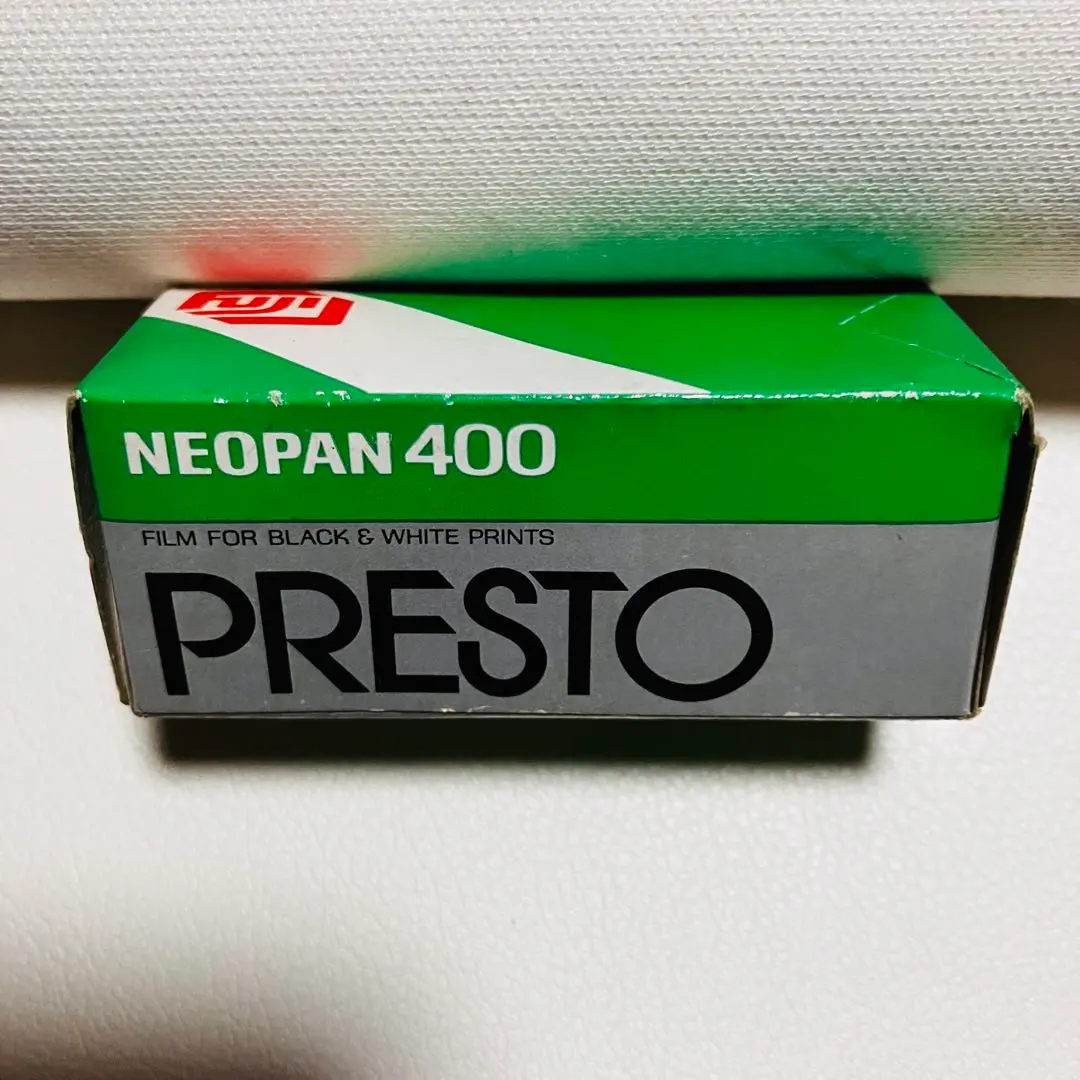 FUJI
NEOPAN 400
FILM FOR BLACK & WHITE PRINTS
PRESTO